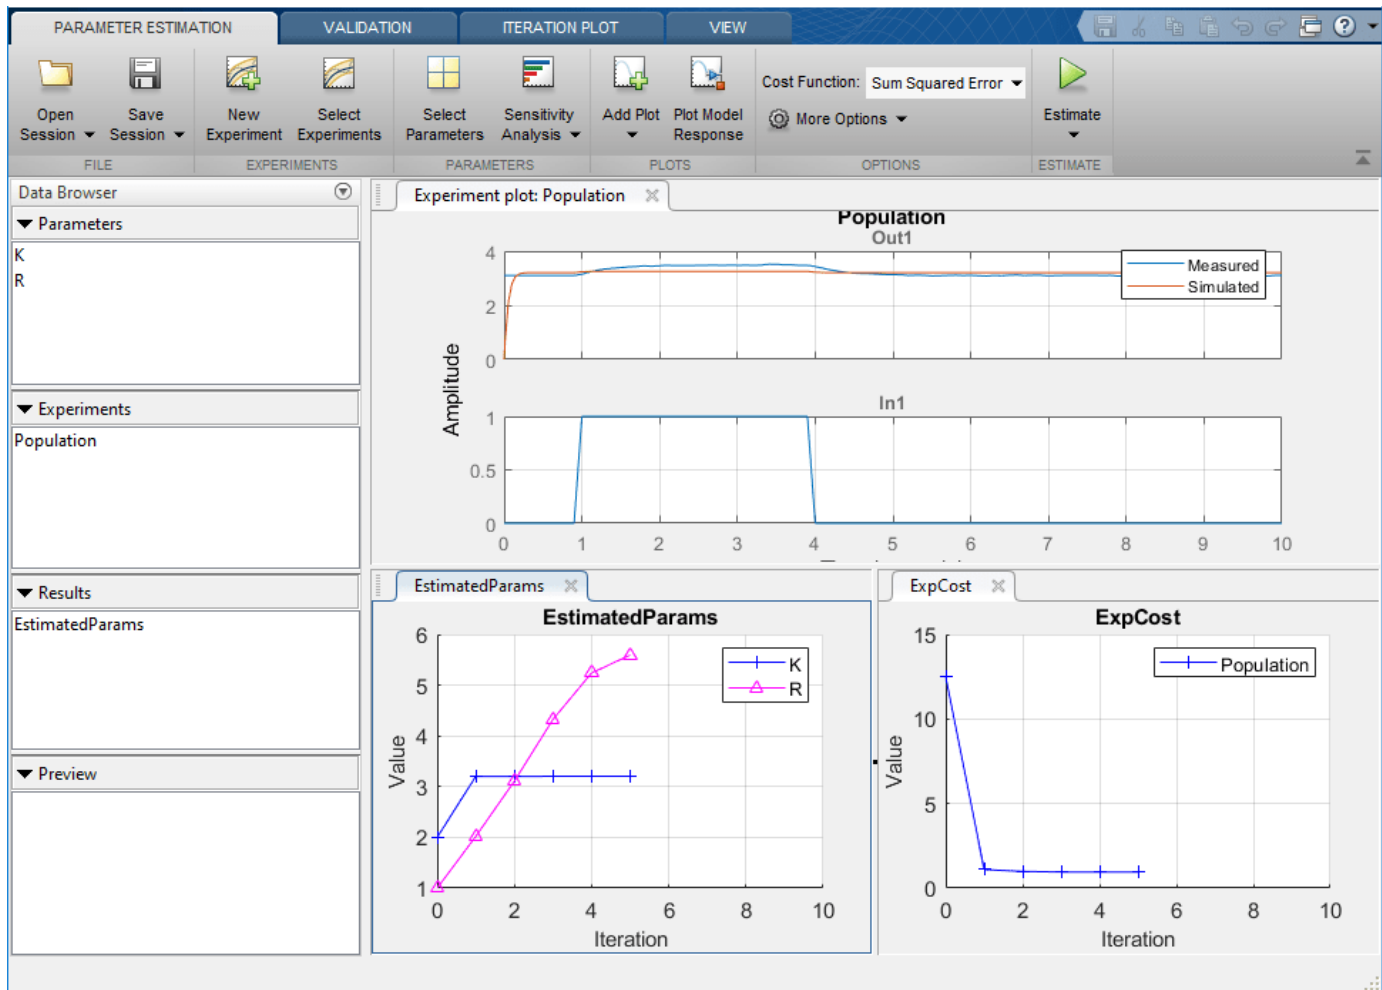 PARAMETER ESTIMATION VALIDATION ITERATION PLOT VIEW
Open Session
Save Session
New Experiment
Select Experiments
Select Parameters
Sensitivity Analysis
Add Plot
Plot Model Response
Cost Function: Sum Squared Error
More Options
Estimate
FILE EXPERIMENTS PARAMETERS PLOTS OPTIONS ESTIMATE
Data Browser
Parameters
K
R
Experiments
Population
Results
EstimatedParams
Preview
Experiment plot: Population
Population
Out1
4
2
0
Measured
Simulated
Amplitude
In1
1
0.5
0
0 1 2 3 4 5 6 7 8 9 10
EstimatedParams
EstimatedParams
6
5
4
3
2
1
Value
K
R
0 2 4 6 8 10
Iteration
ExpCost
ExpCost
15
10
5
0
Value
Population
0 2 4 6 8 10
Iteration